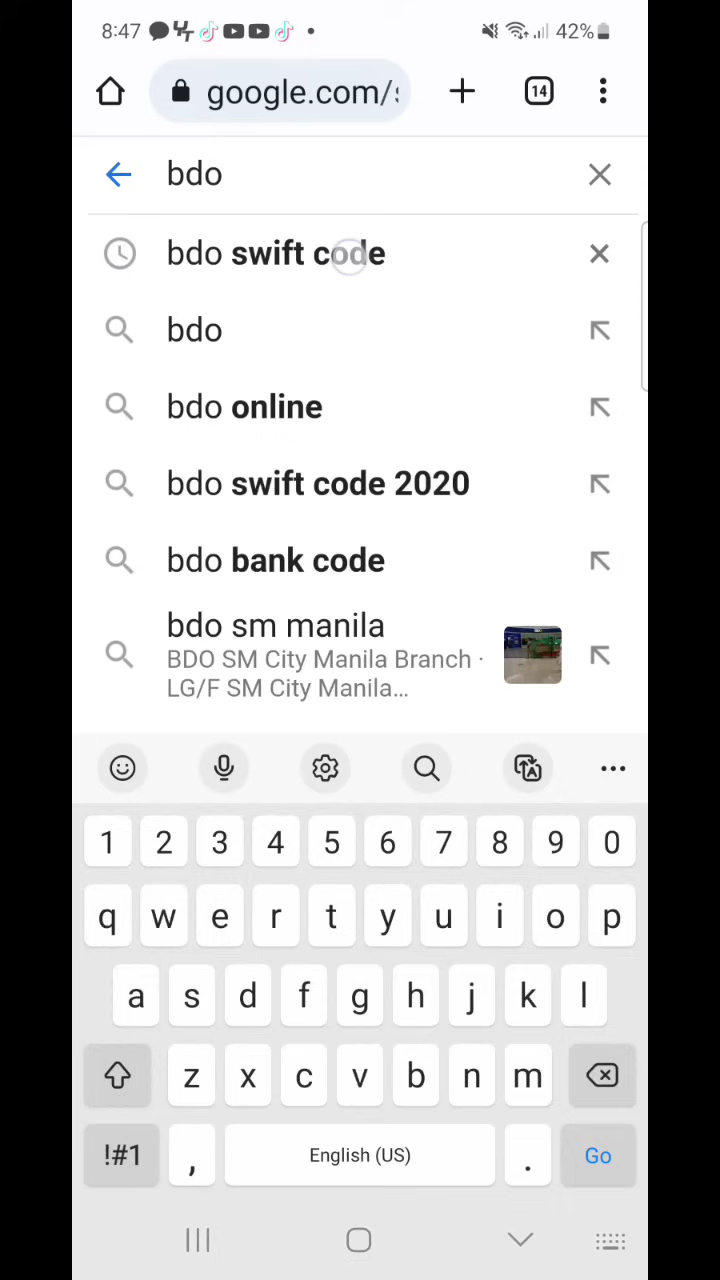 8:47 42%
google.com/
14
bdo
bdo swift code
bdo
bdo online
bdo swift code 2020
bdo bank code
bdo sm manila
BDO SM City Manila Branch ·
LG/F SM City Manila...
1 2 3 4 5 6 7 8 9 0
q w e r t y u i o p
a s d f g h j k l
z x c v b n m
!#1 , English (US) . Go